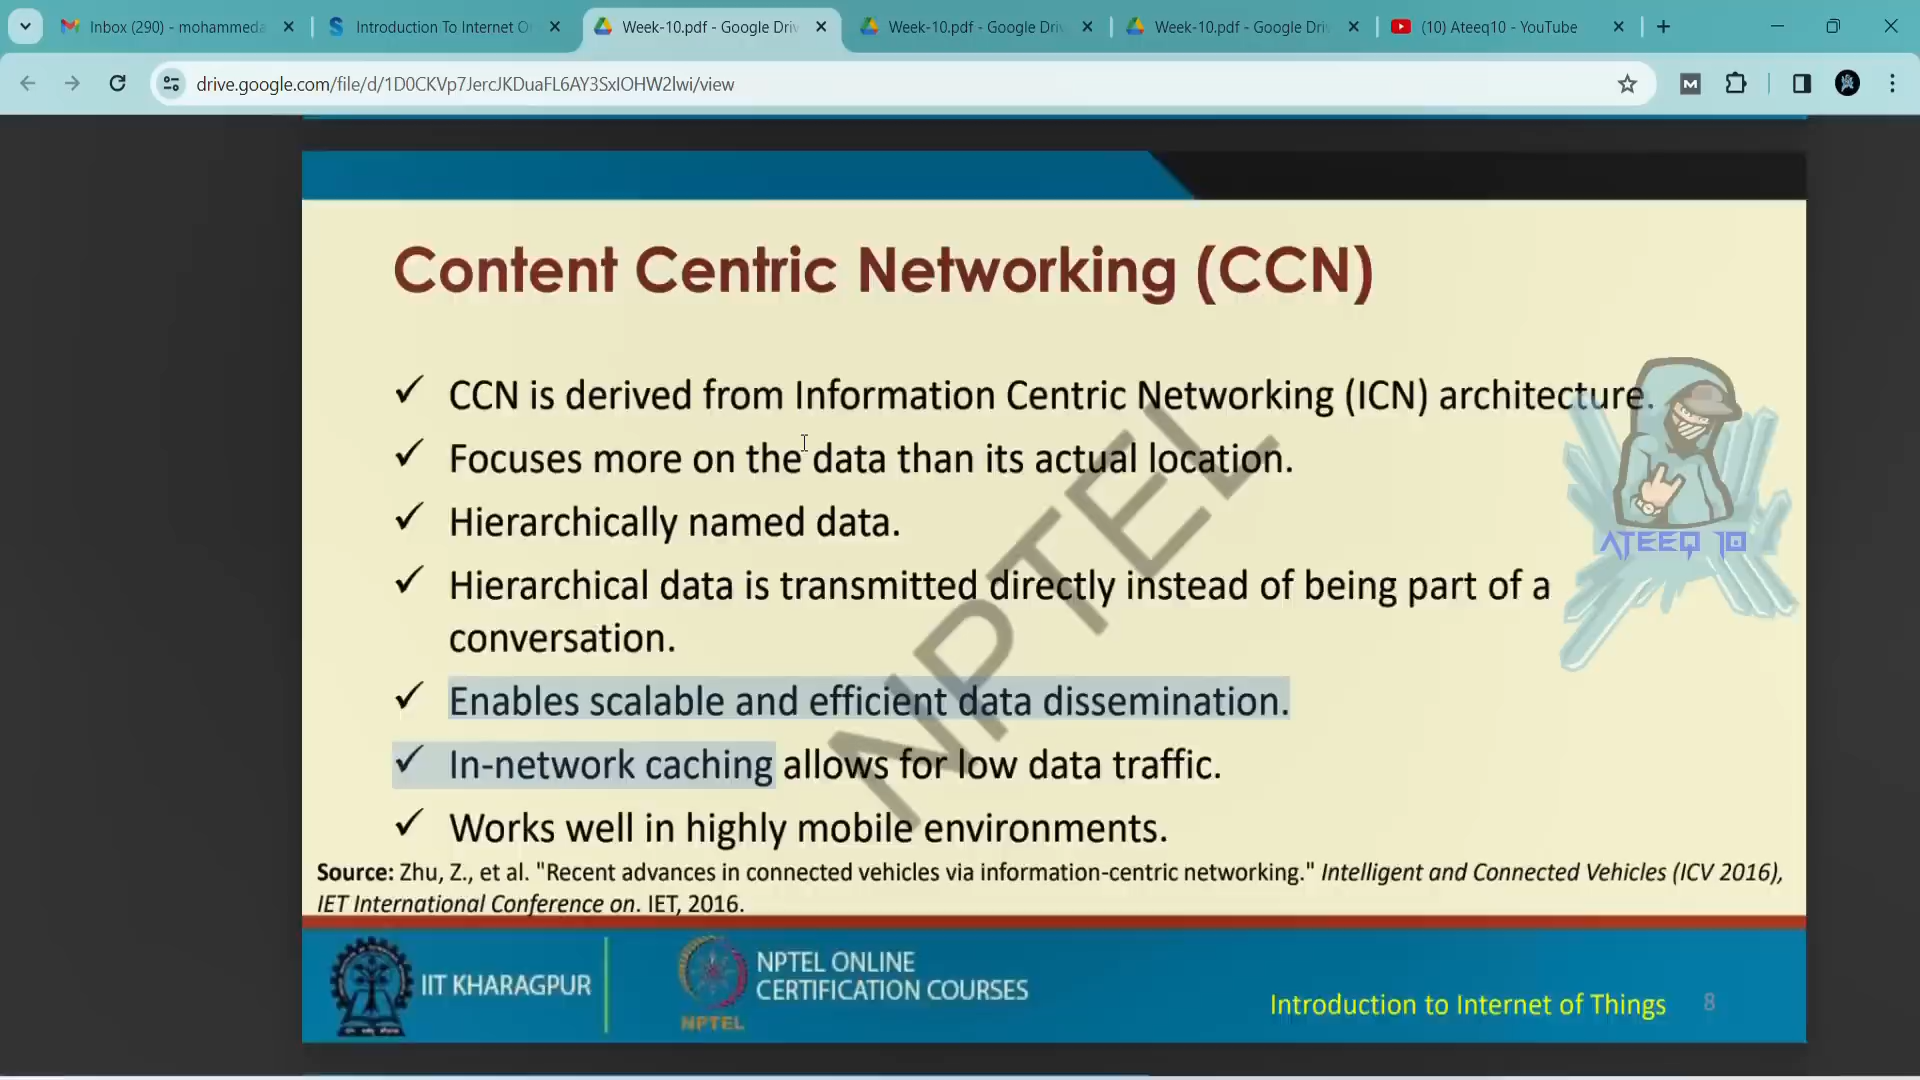 Inbox (290) - mohammeda
Introduction To Internet O
Week-10.pdf - Google Driv
Week-10.pdf - Google Driv
Week-10.pdf - Google Driv
(10) Ateeq10 - YouTube
drive.google.com/file/d/1D0CKVp7JercJKDuaFL6AY3SxIOHW2lwi/view
Content Centric Networking (CCN)
✓ CCN is derived from Information Centric Networking (ICN) architecture.
✓ Focuses more on the data than its actual location.
✓ Hierarchically named data.
✓ Hierarchical data is transmitted directly instead of being part of a
conversation.
✓ Enables scalable and efficient data dissemination.
✓ In-network caching allows for low data traffic.
✓ Works well in highly mobile environments.
NPTEL
ATEEQ 10
Source: Zhu, Z., et al. "Recent advances in connected vehicles via information-centric networking." Intelligent and Connected Vehicles (ICV 2016),
IET International Conference on. IET, 2016.
IIT KHARAGPUR
NPTEL
NPTEL ONLINE
CERTIFICATION COURSES
Introduction to Internet of Things 8